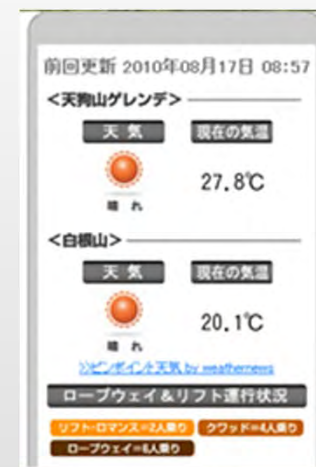 前回更新 2010年08月17日 08:57
<天狗山ゲレンデ>
天 気 現在の気温
晴 れ 27.8℃
<白根山>
天 気 現在の気温
晴 れ 20.1℃
>>ピンポイント天気 by weathernews
ロープウェイ&リフト運行状況
リフト・ロマンス=2人乗り クワッド=4人乗り
ロープウェイ=6人乗り